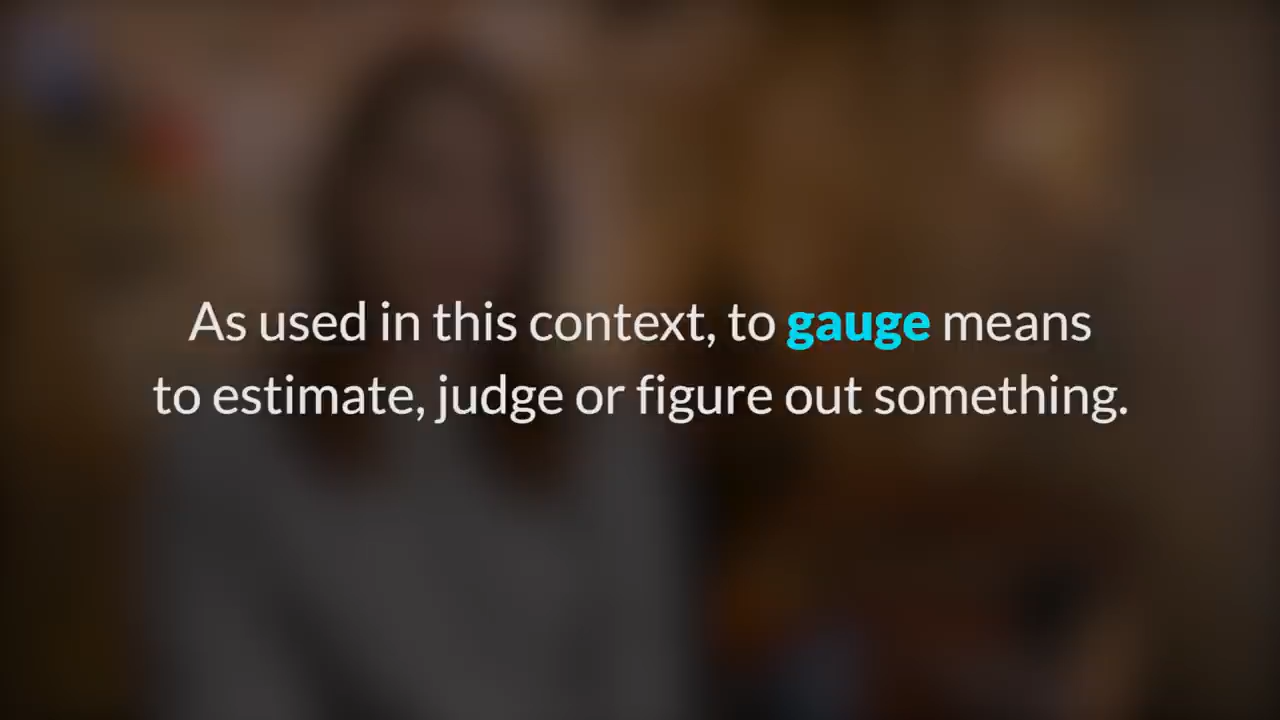 As used in this context, to gauge means
to estimate, judge or figure out something.